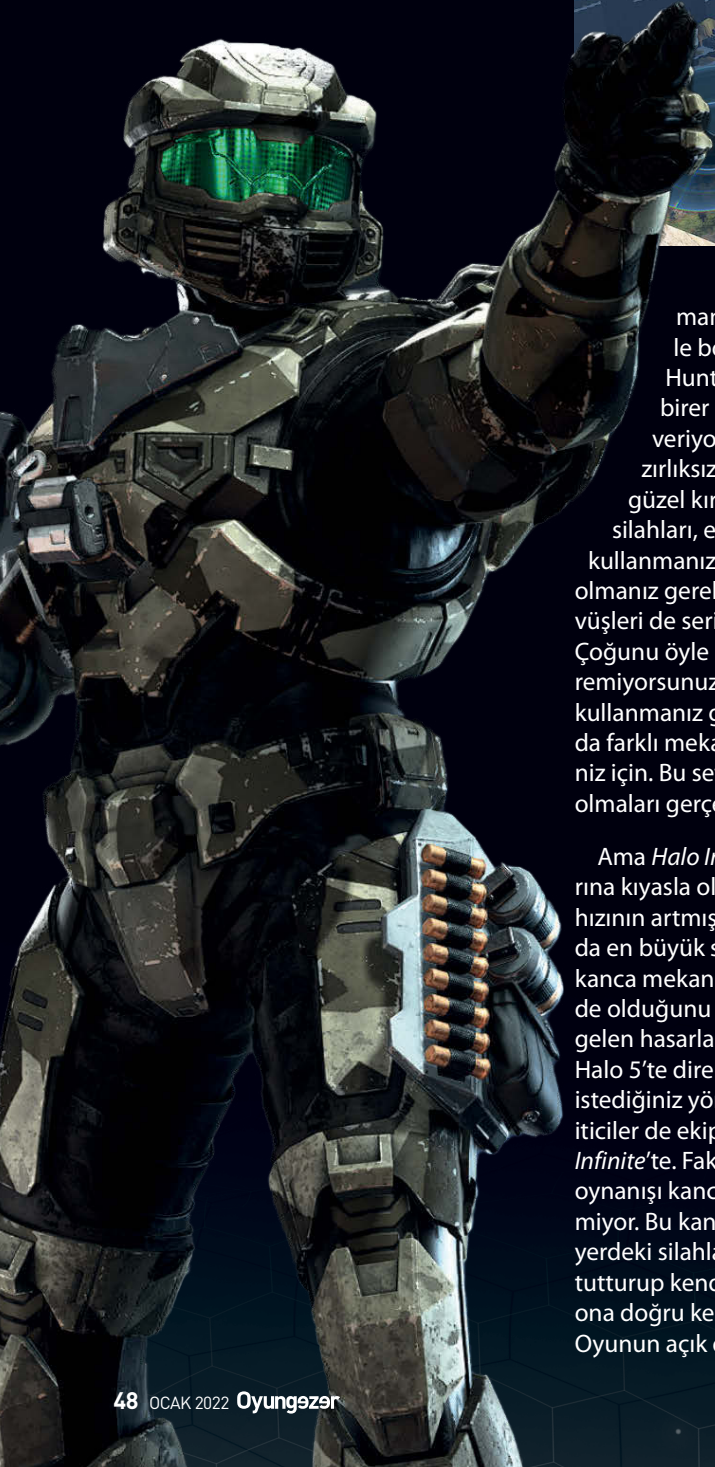 mar
le b
Hunt
birer
veriyo
zırlıksız
güzel kır
silahları, e
kullanmanız
olmanız gerek
vüşleri de seri
Çoğunu öyle
remiyorsunuz
kullanmanız g
da farklı meka
niz için. Bu se
olmaları gerçe
Ama Halo In
rına kıyasla ol
hızının artmış
da en büyük s
kanca mekan
de olduğunu
gelen hasarla
Halo 5’te dire
istediğiniz yö
iticiler de ekip
Infinite’te. Fak
oynanışı kanc
miyor. Bu kan
yerdeki silahla
tutturup kend
ona doğru ke
Oyunun açık
48 OCAK 2022 Oyungezer